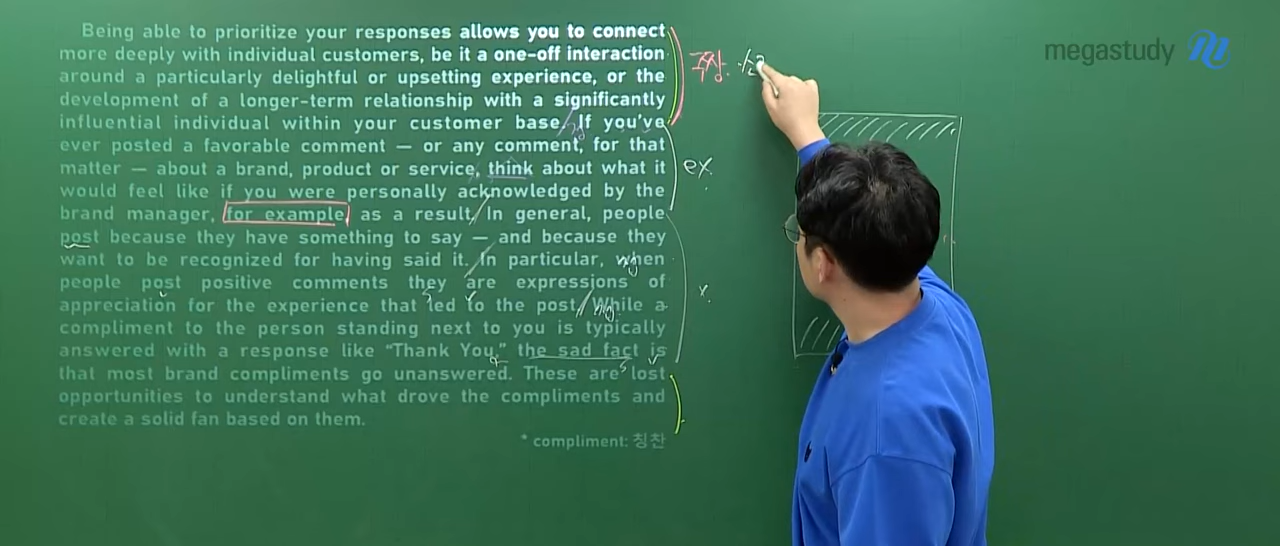 Being able to prioritize your responses allows you to connect
more deeply with individual customers, be it a one-off interaction
around a particularly delightful or upsetting experience, or the
development of a longer-term relationship with a significantly
influential individual within your customer base. If you've
ever posted a favorable comment — or any comment, for that
matter — about a brand, product or service, think about what it
would feel like if you were personally acknowledged by the
brand manager, for example, as a result. In general, people
post because they have something to say — and because they
want to be recognized for having said it. In particular, when
people post positive comments they are expressions of
appreciation for the experience that led to the post. While a
compliment to the person standing next to you is typically
answered with a response like “Thank You,” the sad fact is
that most brand compliments go unanswered. These are lost
opportunities to understand what drove the compliments and
create a solid fan based on them.
* compliment: 칭찬
주장.
ex.
megastudy